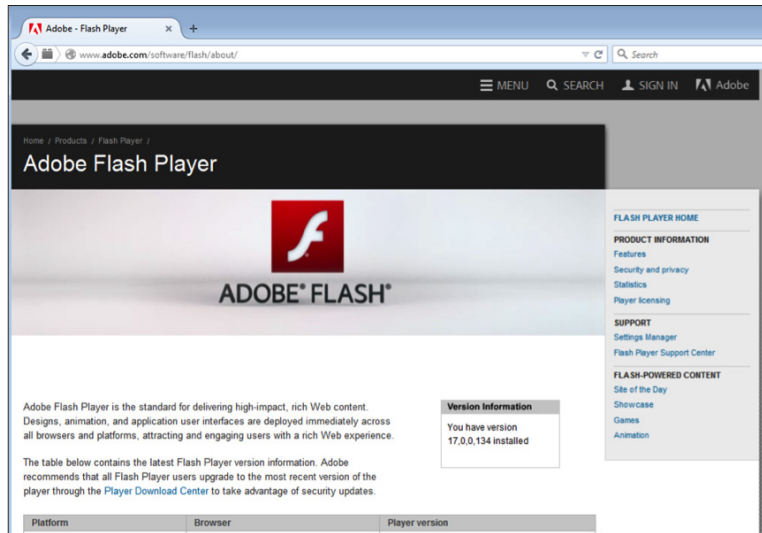 Adobe - Flash Player
www.adobe.com/software/flash/about/
Search
MENU
SEARCH
SIGN IN
Adobe
Home / Products / Flash Player /
Adobe Flash Player
ADOBE® FLASH®
FLASH PLAYER HOME
PRODUCT INFORMATION
Features
Security and privacy
Statistics
Player licensing
SUPPORT
Settings Manager
Flash Player Support Center
FLASH-POWERED CONTENT
Site of the Day
Showcase
Games
Animation
Adobe Flash Player is the standard for delivering high-impact, rich Web content.
Designs, animation, and application user interfaces are deployed immediately across
all browsers and platforms, attracting and engaging users with a rich Web experience.
Version Information
You have version
17,0,0,134 installed
The table below contains the latest Flash Player version information. Adobe
recommends that all Flash Player users upgrade to the most recent version of the
player through the Player Download Center to take advantage of security updates.
Platform Browser Player version